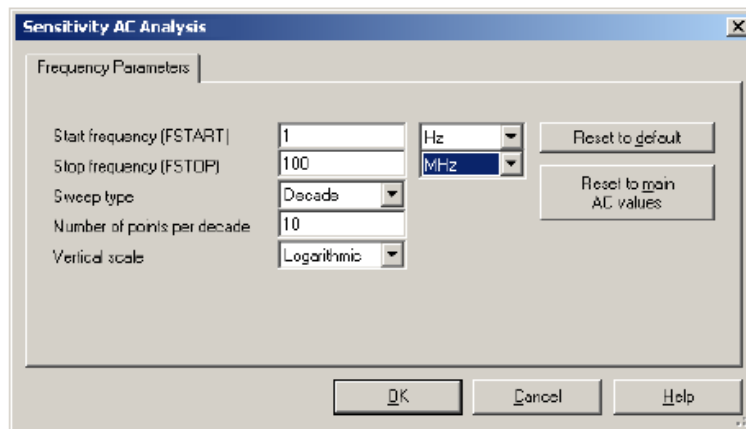 Sensitivity AC Analysis
Frequency Parameters
Start frequency (FSTART) 1 Hz Reset to default
Stop frequency (FSTOP) 100 MHz
Sweep type Decade Reset to main AC values
Number of points per decade 10
Vertical scale Logarithmic
OK Cancel Help